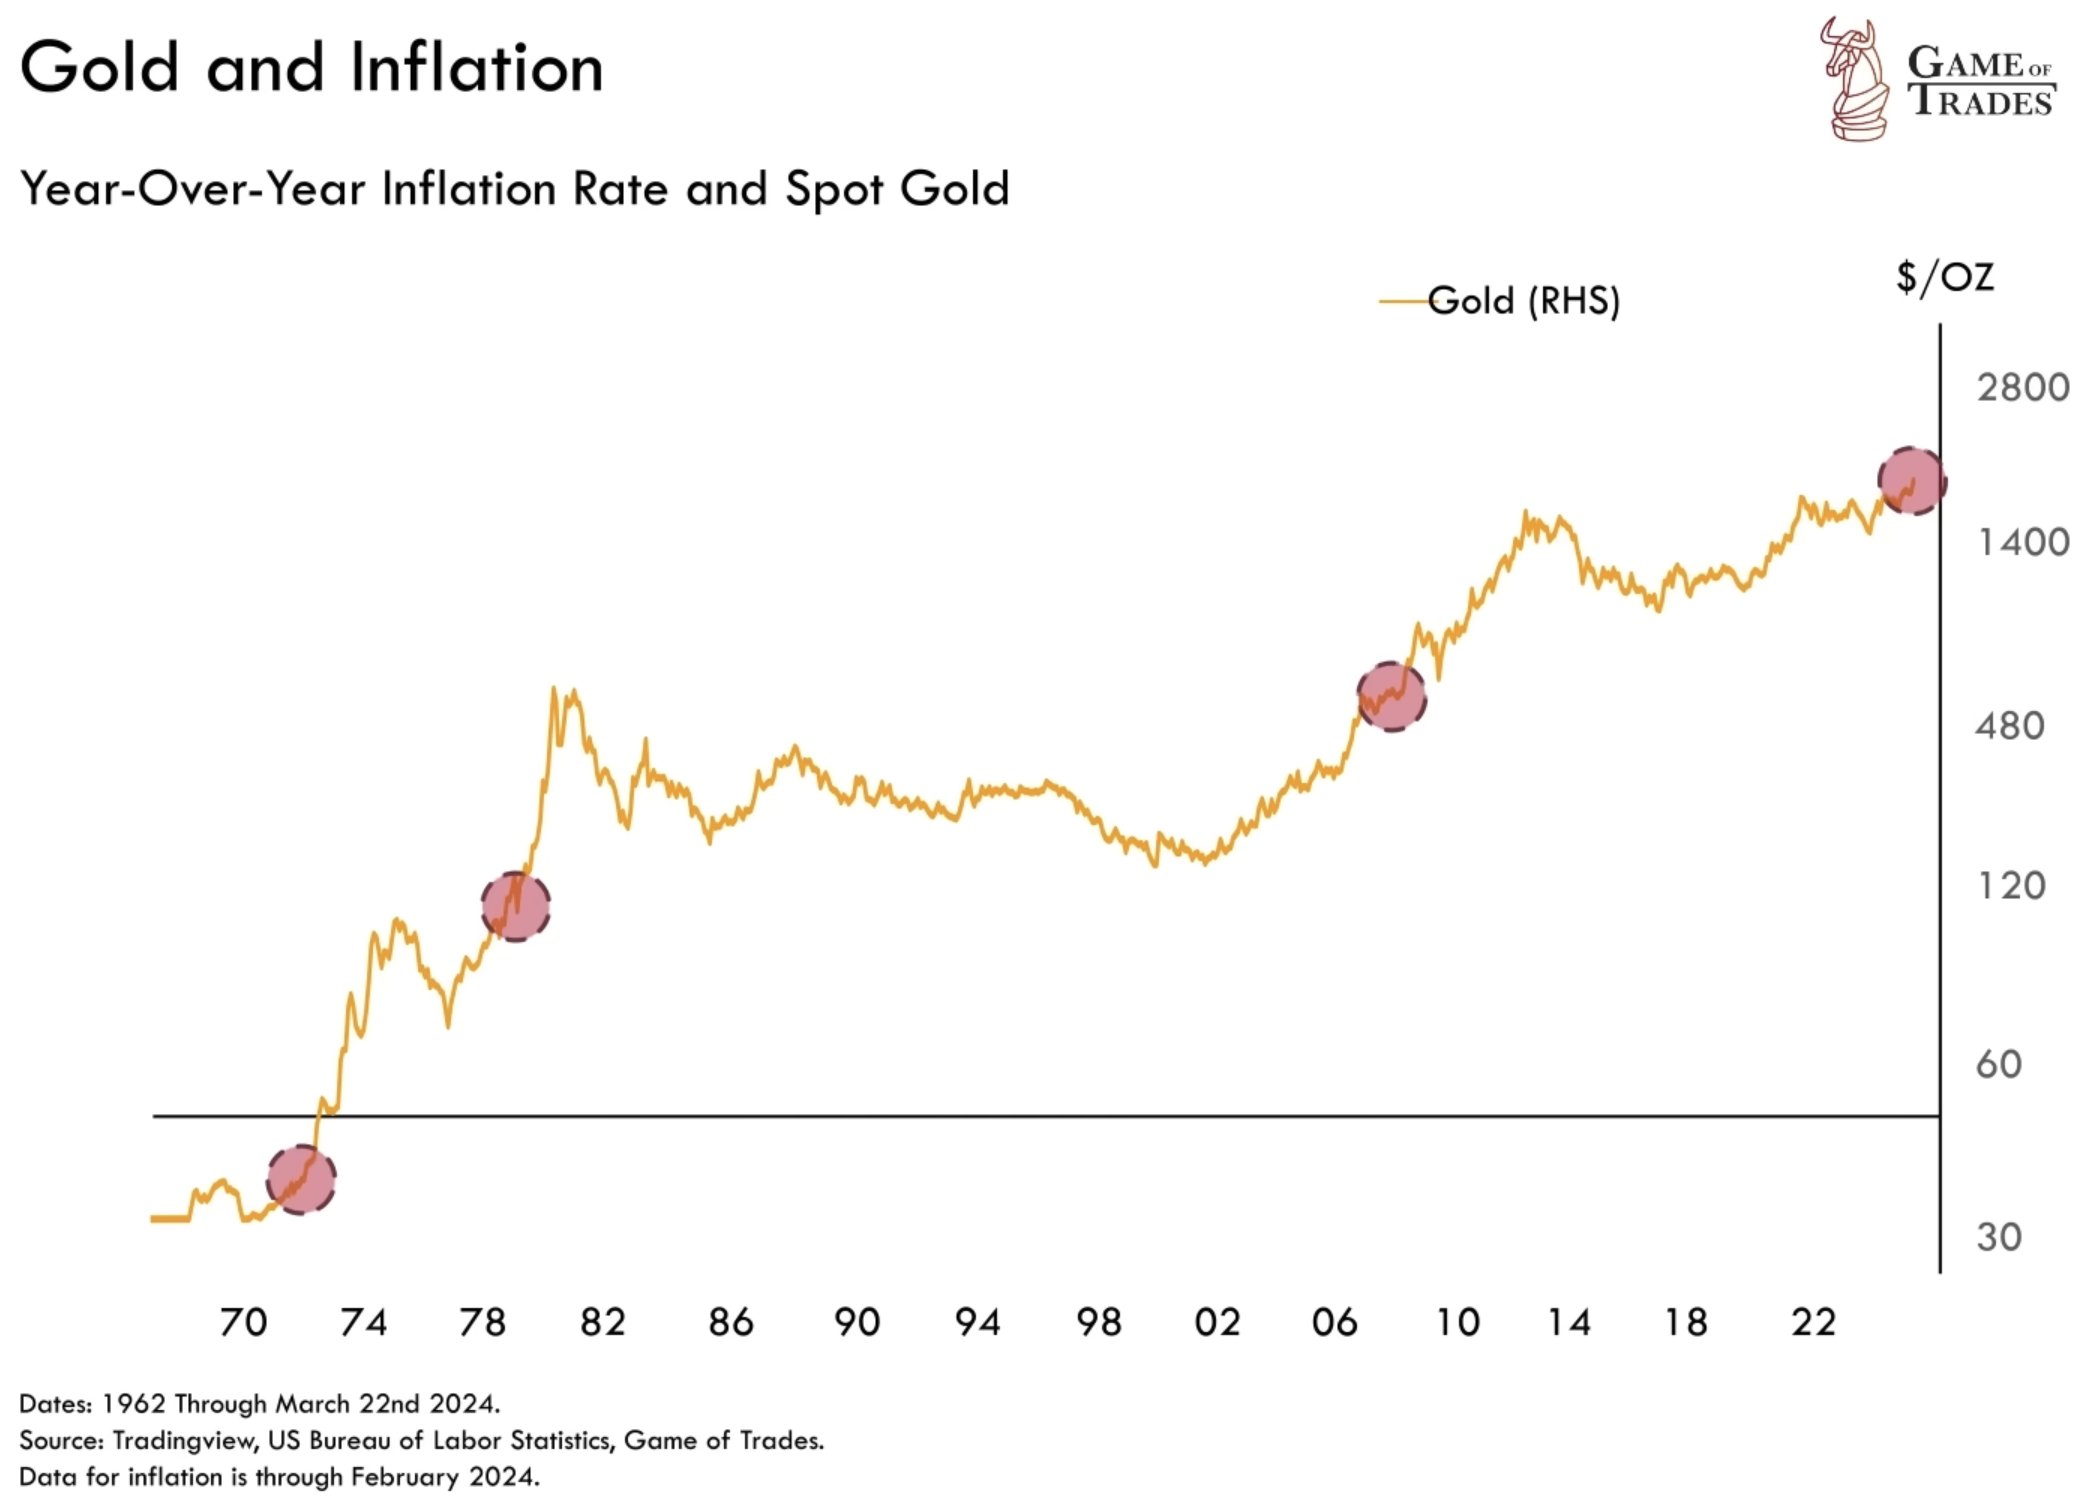 Gold and Inflation
GAME OF
TRADES
Year-Over-Year Inflation Rate and Spot Gold
$/OZ
Gold (RHS)
2800
1400
480
120
60
30
70 74 78 82 86 90 94 98 02 06 10 14 18 22
Dates: 1962 Through March 22nd 2024.
Source: Tradingview, US Bureau of Labor Statistics, Game of Trades.
Data for inflation is through February 2024.